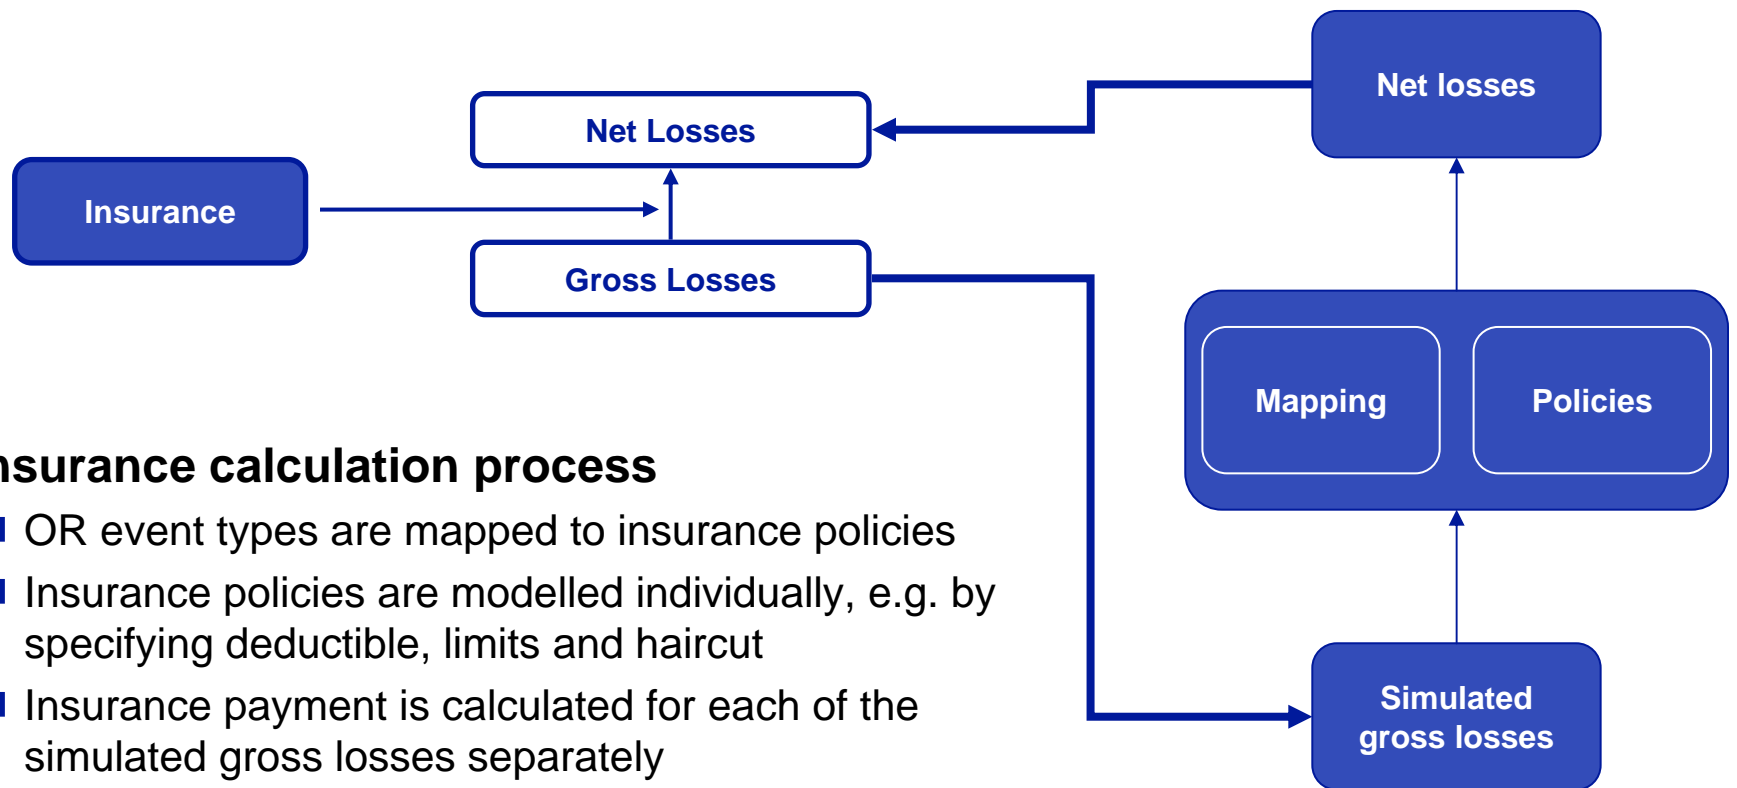 Net losses
Net Losses
Insurance
Gross Losses
Mapping
Policies
nsurance calculation process
OR event types are mapped to insurance policies
Insurance policies are modelled individually, e.g. by
specifying deductible, limits and haircut
Insurance payment is calculated for each of the
simulated gross losses separately
Simulated
gross losses